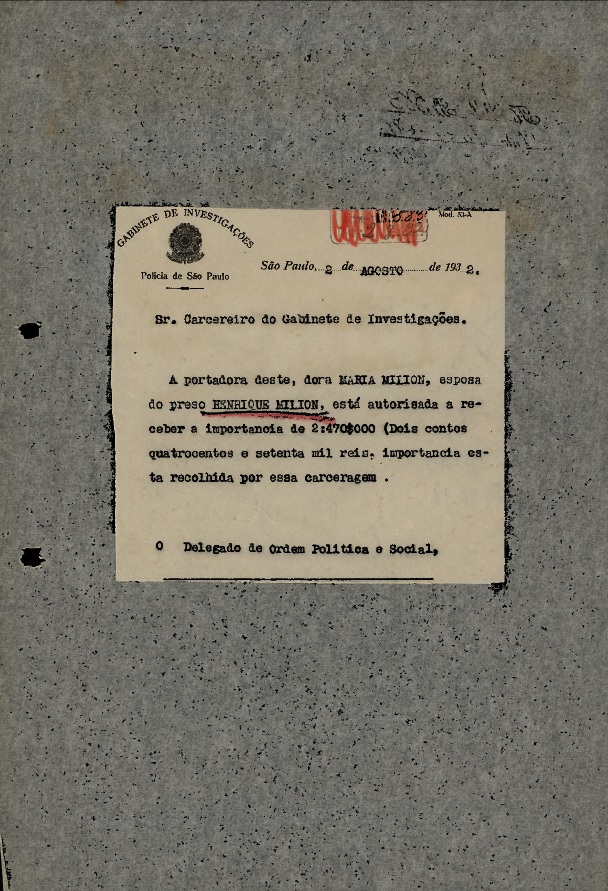 GABINETE DE INVESTIGAÇÕES
Mod. XI-A
São Paulo, 2 de AGOSTO de 1932.
Policia de São Paulo
Sr. Carcereiro do Gabinete de Investigações.
A portadora deste, dora MARIA MILION, esposa
do preso HENRIQUE MILION, está autorisada a re-
ceber a importancia de 2:470$000 (Dois contos
quatrocentos e setenta mil reis, importancia es-
ta recolhida por essa carceragem .
O Delegado de Ordem Politica e Social,